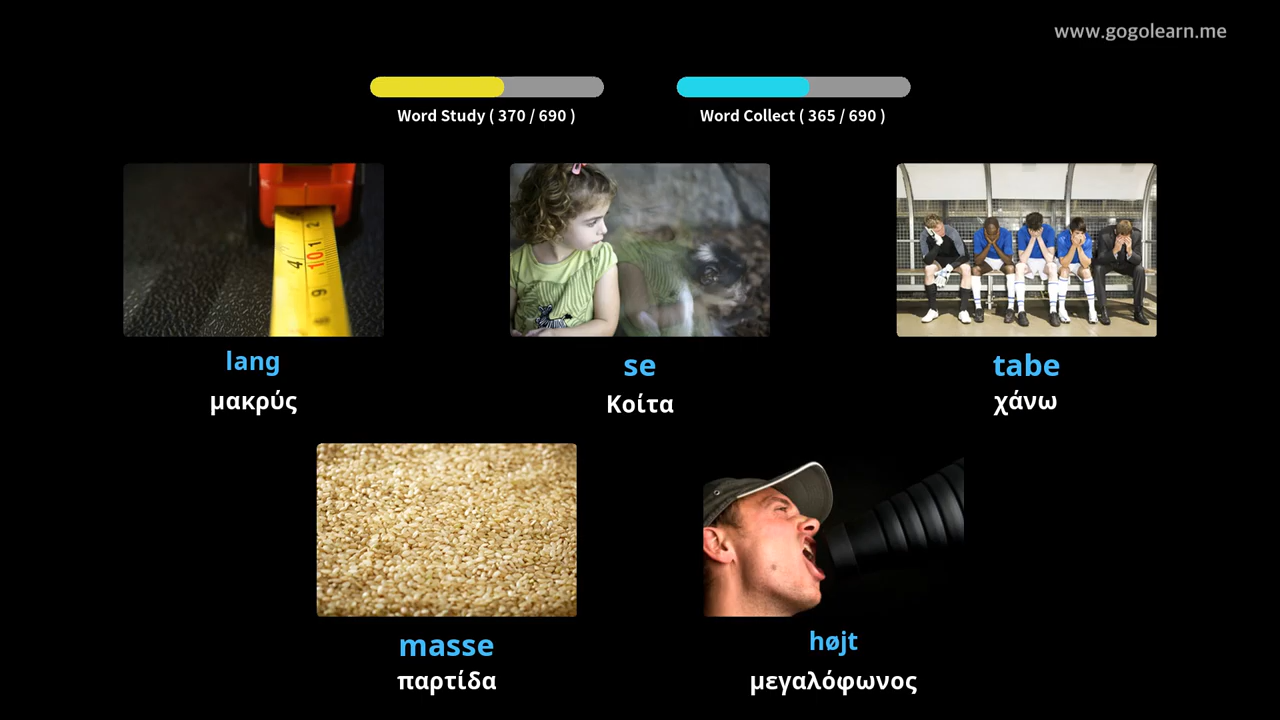 www.gogolearn.me
Word Study ( 370 / 690 )
Word Collect ( 365 / 690 )
lang
μακρύς
se
Κοίτα
tabe
χάνω
masse
παρτίδα
højt
μεγαλόφωνος